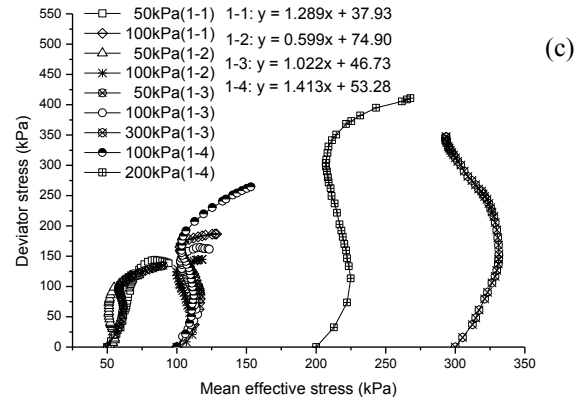 50kPa(1-1)
100kPa(1-1)
50kPa(1-2)
100kPa(1-2)
50kPa(1-3)
100kPa(1-3)
300kPa(1-3)
100kPa(1-4)
200kPa(1-4)
1-1: y = 1.289x + 37.93
1-2: y = 0.599x + 74.90
1-3: y = 1.022x + 46.73
1-4: y = 1.413x + 53.28
(c)
Deviator stress (kPa)
550
500
450
400
350
300
250
200
150
100
50
0
0 50 100 150 200 250 300 350
Mean effective stress (kPa)